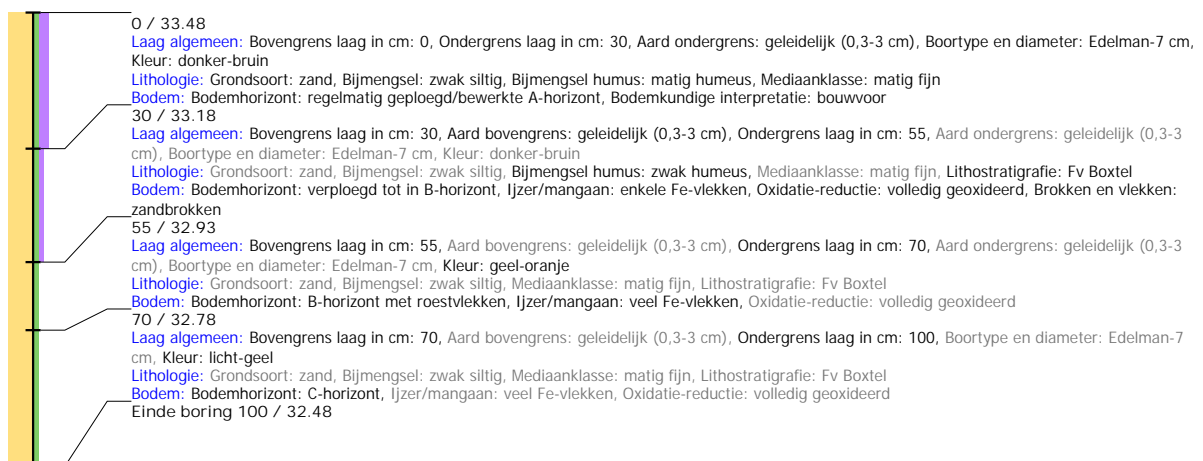 0 / 33.48
Laag algemeen: Bovengrens laag in cm: 0, Ondergrens laag in cm: 30, Aard ondergrens: geleidelijk (0,3-3 cm), Boortype en diameter: Edelman-7 cm,
Kleur: donker-bruin
Lithologie: Grondsoort: zand, Bijmengsel: zwak siltig, Bijmengsel humus: matig humeus, Mediaanklasse: matig fijn
Bodem: Bodemhorizont: regelmatig geploegd/bewerkte A-horizont, Bodemkundige interpretatie: bouwvoor
30 / 33.18
Laag algemeen: Bovengrens laag in cm: 30, Aard bovengrens: geleidelijk (0,3-3 cm), Ondergrens laag in cm: 55, Aard ondergrens: geleidelijk (0,3-3
cm), Boortype en diameter: Edelman-7 cm, Kleur: donker-bruin
Lithologie: Grondsoort: zand, Bijmengsel: zwak siltig, Bijmengsel humus: zwak humeus, Mediaanklasse: matig fijn, Lithostratigrafie: Fv Boxtel
Bodem: Bodemhorizont: verploegd tot in B-horizont, Ijzer/mangaan: enkele Fe-vlekken, Oxidatie-reductie: volledig geoxideerd, Brokken en vlekken:
zandbrokken
55 / 32.93
Laag algemeen: Bovengrens laag in cm: 55, Aard bovengrens: geleidelijk (0,3-3 cm), Ondergrens laag in cm: 70, Aard ondergrens: geleidelijk (0,3-3
cm), Boortype en diameter: Edelman-7 cm, Kleur: geel-oranje
Lithologie: Grondsoort: zand, Bijmengsel: zwak siltig, Mediaanklasse: matig fijn, Lithostratigrafie: Fv Boxtel
Bodem: Bodemhorizont: B-horizont met roestvlekken, Ijzer/mangaan: veel Fe-vlekken, Oxidatie-reductie: volledig geoxideerd
70 / 32.78
Laag algemeen: Bovengrens laag in cm: 70, Aard bovengrens: geleidelijk (0,3-3 cm), Ondergrens laag in cm: 100, Boortype en diameter: Edelman-7
cm, Kleur: licht-geel
Lithologie: Grondsoort: zand, Bijmengsel: zwak siltig, Mediaanklasse: matig fijn, Lithostratigrafie: Fv Boxtel
Bodem: Bodemhorizont: C-horizont, Ijzer/mangaan: veel Fe-vlekken, Oxidatie-reductie: volledig geoxideerd
Einde boring 100 / 32.48